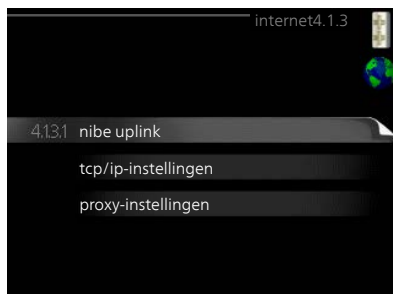 internet4.1.3
4.1.3.1 nibe uplink
tcp/ip-instellingen
proxy-instellingen